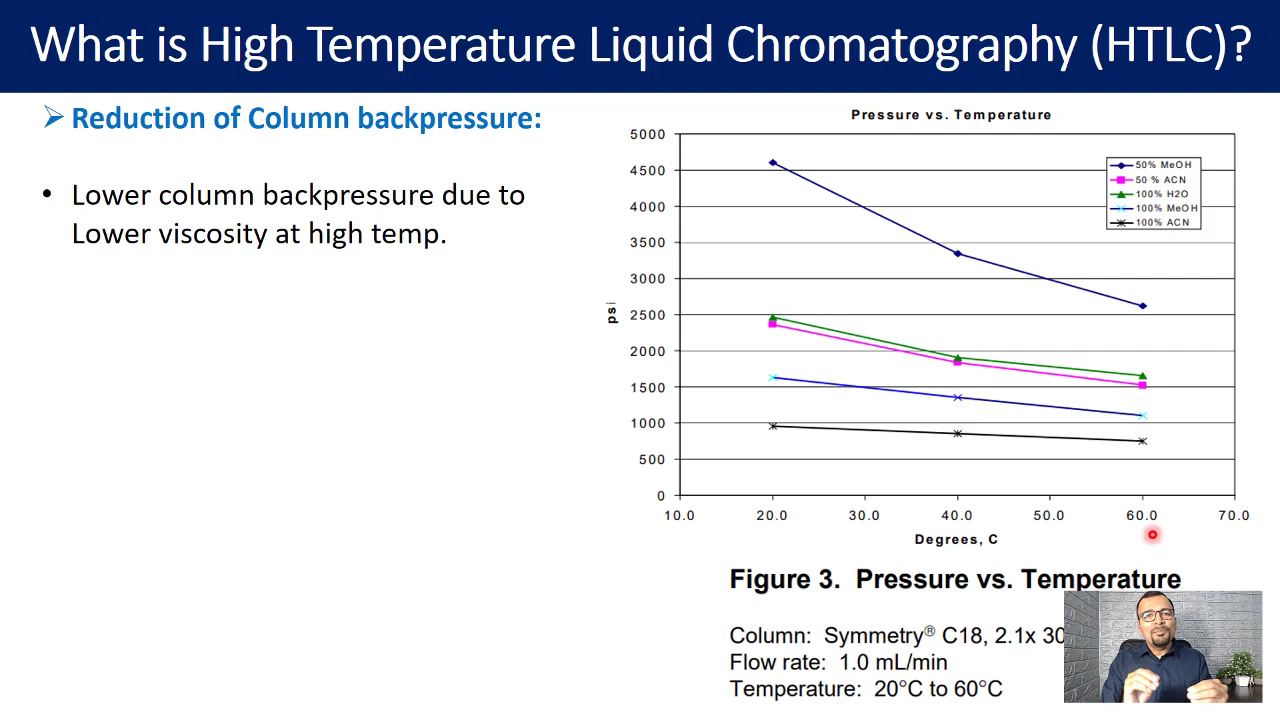 What is High Temperature Liquid Chromatography (HTLC)?
➢ Reduction of Column backpressure:
• Lower column backpressure due to
Lower viscosity at high temp.
Pressure vs. Temperature
5000
4500
4000
3500
3000
2500
2000
1500
1000
500
0
psi
10.0 20.0 30.0 40.0 50.0 60.0 70.0
Degrees, C
50% MeOH
50 % ACN
100% H2O
100% MeOH
100% ACN
Figure 3. Pressure vs. Temperature
Column: Symmetry® C18, 2.1x 30
Flow rate: 1.0 mL/min
Temperature: 20°C to 60°C